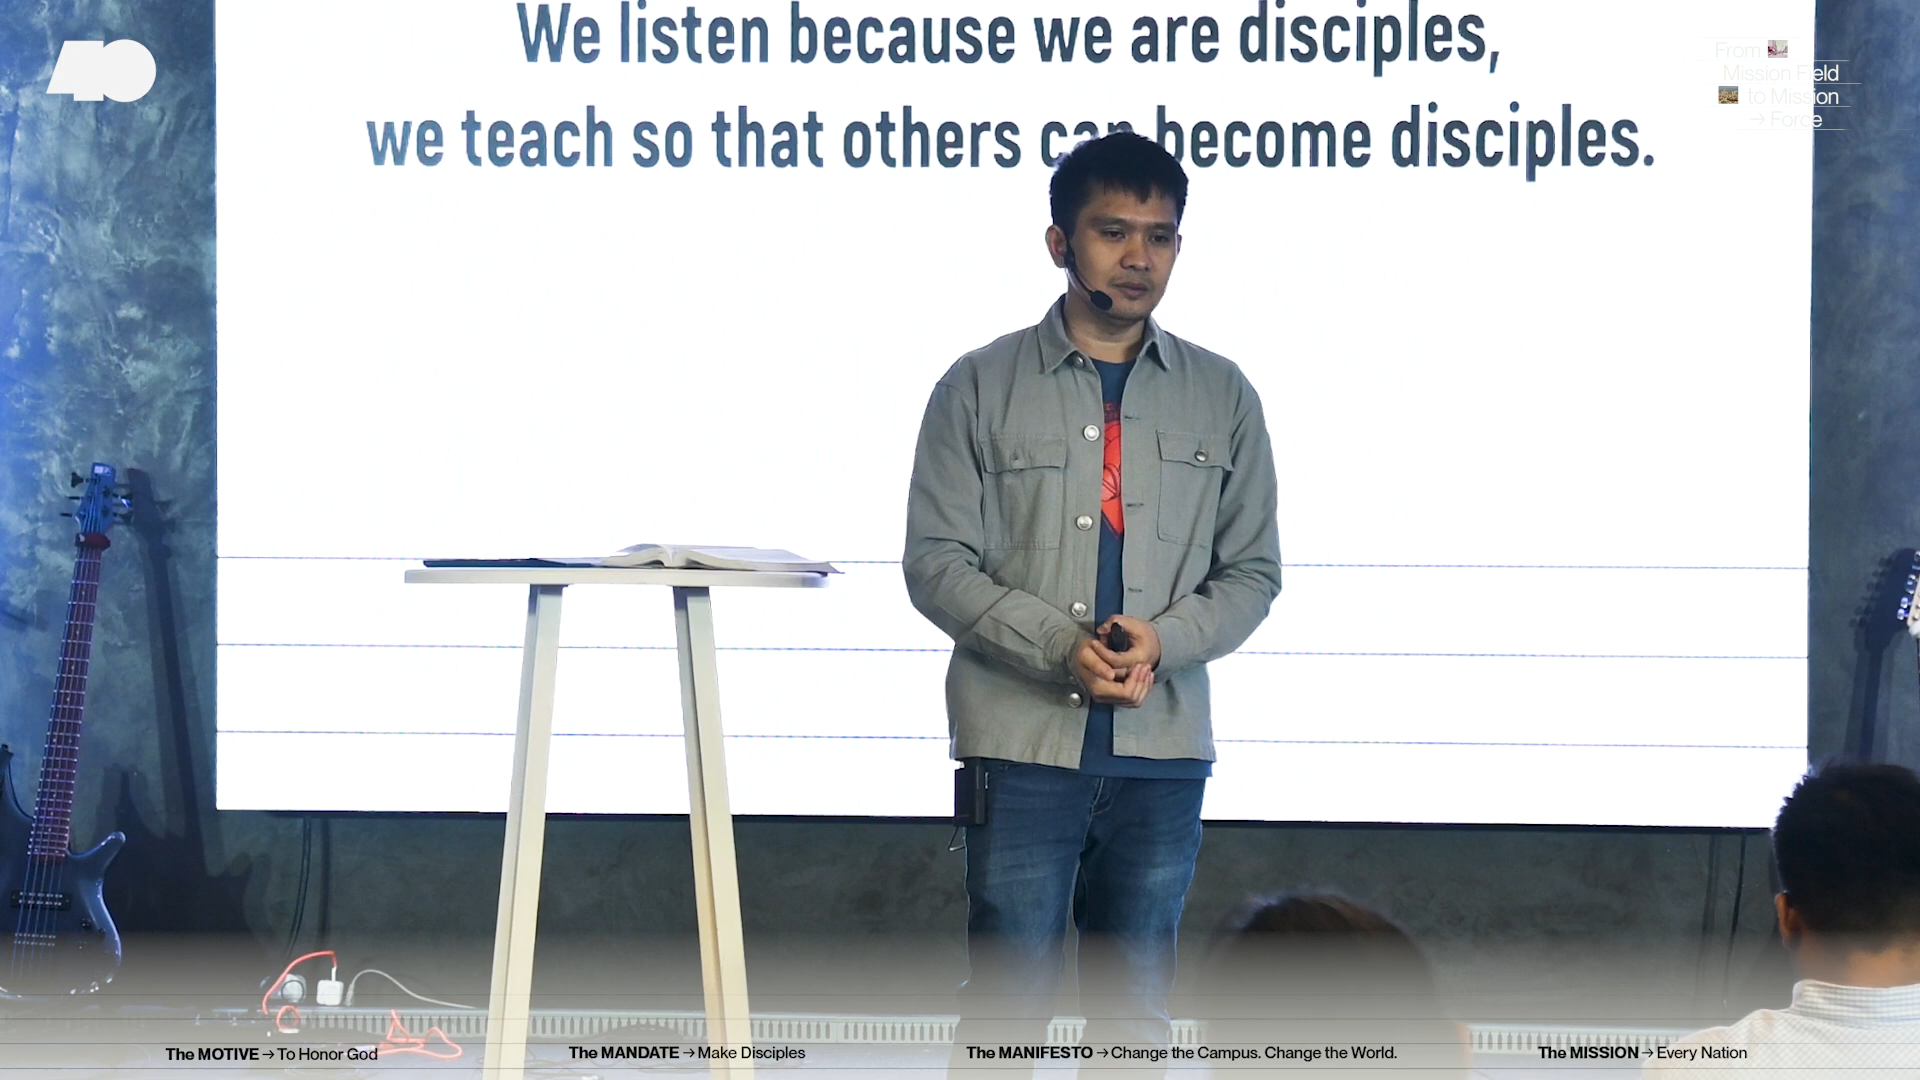 We listen because we are disciples,
we teach so that others can become disciples.
40
From
Mission Field
to Mission
→ Force
The MOTIVE → To Honor God
The MANDATE → Make Disciples
The MANIFESTO → Change the Campus. Change the World.
The MISSION → Every Nation